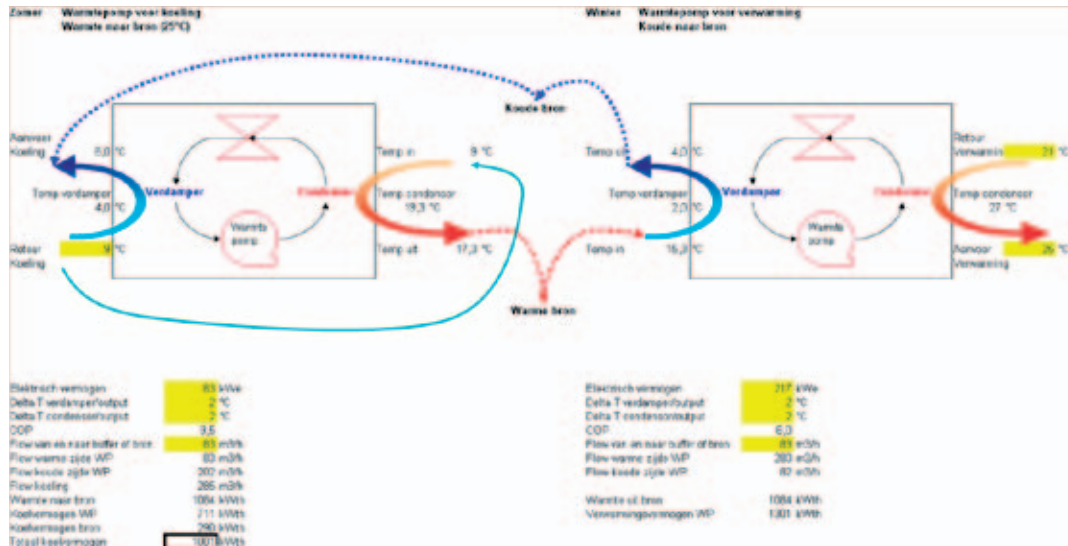 Zomer Warmtepomp voor koeling
Warmte naar bron (25°C)
Winter Warmtepomp voor verwarming
Koude naar bron
Koude bron
Aanvoer
Koeling 6,0 °C
Temp in 9 °C
Temp verdamper
4,0 °C
Verdamper
Condensor
Temp condensor
19,3 °C
Warmte
pomp
Retour 9 °C
Koeling
Temp uit 17,3 °C
Temp uit 4,0 °C
Retour
Verwarming °C
Temp verdamper
2,0 °C
Verdamper
Condensor
Temp condensor
27 °C
Warmte
pomp
Temp in °C
Aanvoer 25 °C
Verwarming
Warme bron
Elektrisch vermogen 83 kWe
Delta T verdamper/output 2 °C
Delta T condensor/output 2 °C
COP
Flow van en naar buffer of bron 83 m3/h
Flow warme zijde WP m3/h
Flow koude zijde WP 202 m3/h
Flow koeling 285 m3/h
Warmte naar bron 1084 kWth
Koelvermogen WP 711 kWth
Koelvermogen bron 290 kWth
Totaal koelvermogen 1001 kWth
Electrisch vermogen 217 kWe
Delta T verdamper/output 2 °C
Delta T condensor/output 2 °C
COP 6,0
Flow van en naar buffer of bron 83 m3/h
Flow warme zijde WP 280 m3/h
Flow koude zijde WP 82 m3/h
Warmte uit bron 1084 kWth
Verwarmingsvermogen WP 1301 kWth